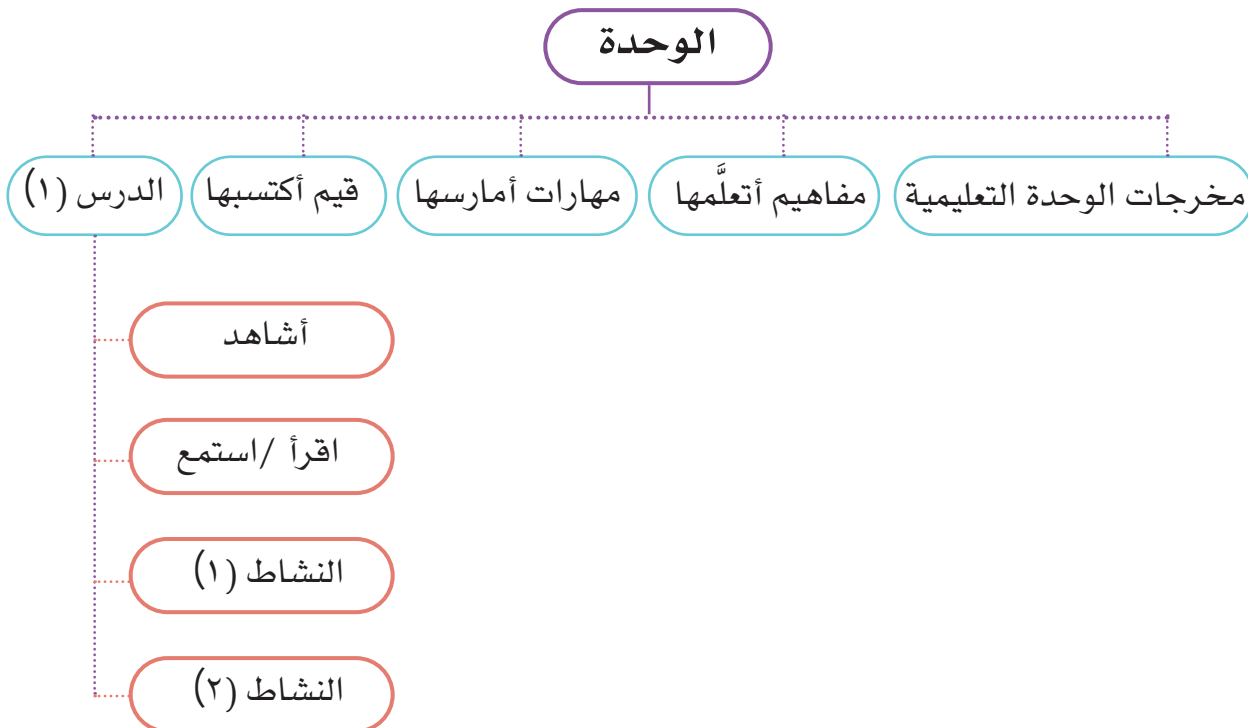 الوحدة
مخرجات الوحدة التعليمية
مفاهيم أتعلَّمها
مهارات أمارسها
قيم أكتسبها
الدرس (١)
أشاهد
اقرأ /استمع
النشاط (١)
النشاط (٢)